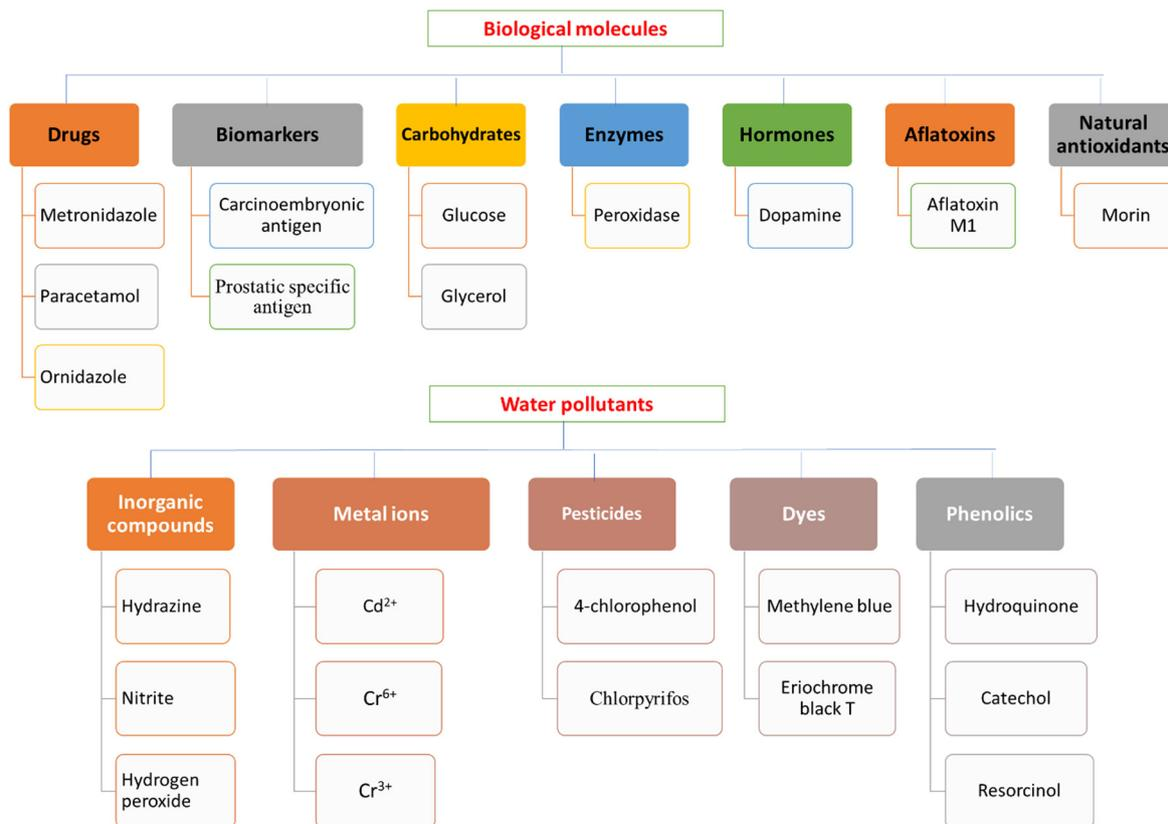 Biological molecules
Drugs
Biomarkers
Carbohydrates
Enzymes
Hormones
Aflatoxins
Natural
antioxidants
Metronidazole
Carcinoembryonic
antigen
Glucose
Peroxidase
Dopamine
Aflatoxin
M1
Morin
Paracetamol
Prostatic specific
antigen
Glycerol
Ornidazole
Water pollutants
Inorganic
compounds
Metal ions
Pesticides
Dyes
Phenolics
Hydrazine
Cd²⁺
4-chlorophenol
Methylene blue
Hydroquinone
Nitrite
Cr⁶⁺
Chlorpyrifos
Eriochrome
black T
Catechol
Hydrogen
peroxide
Cr³⁺
Resorcinol